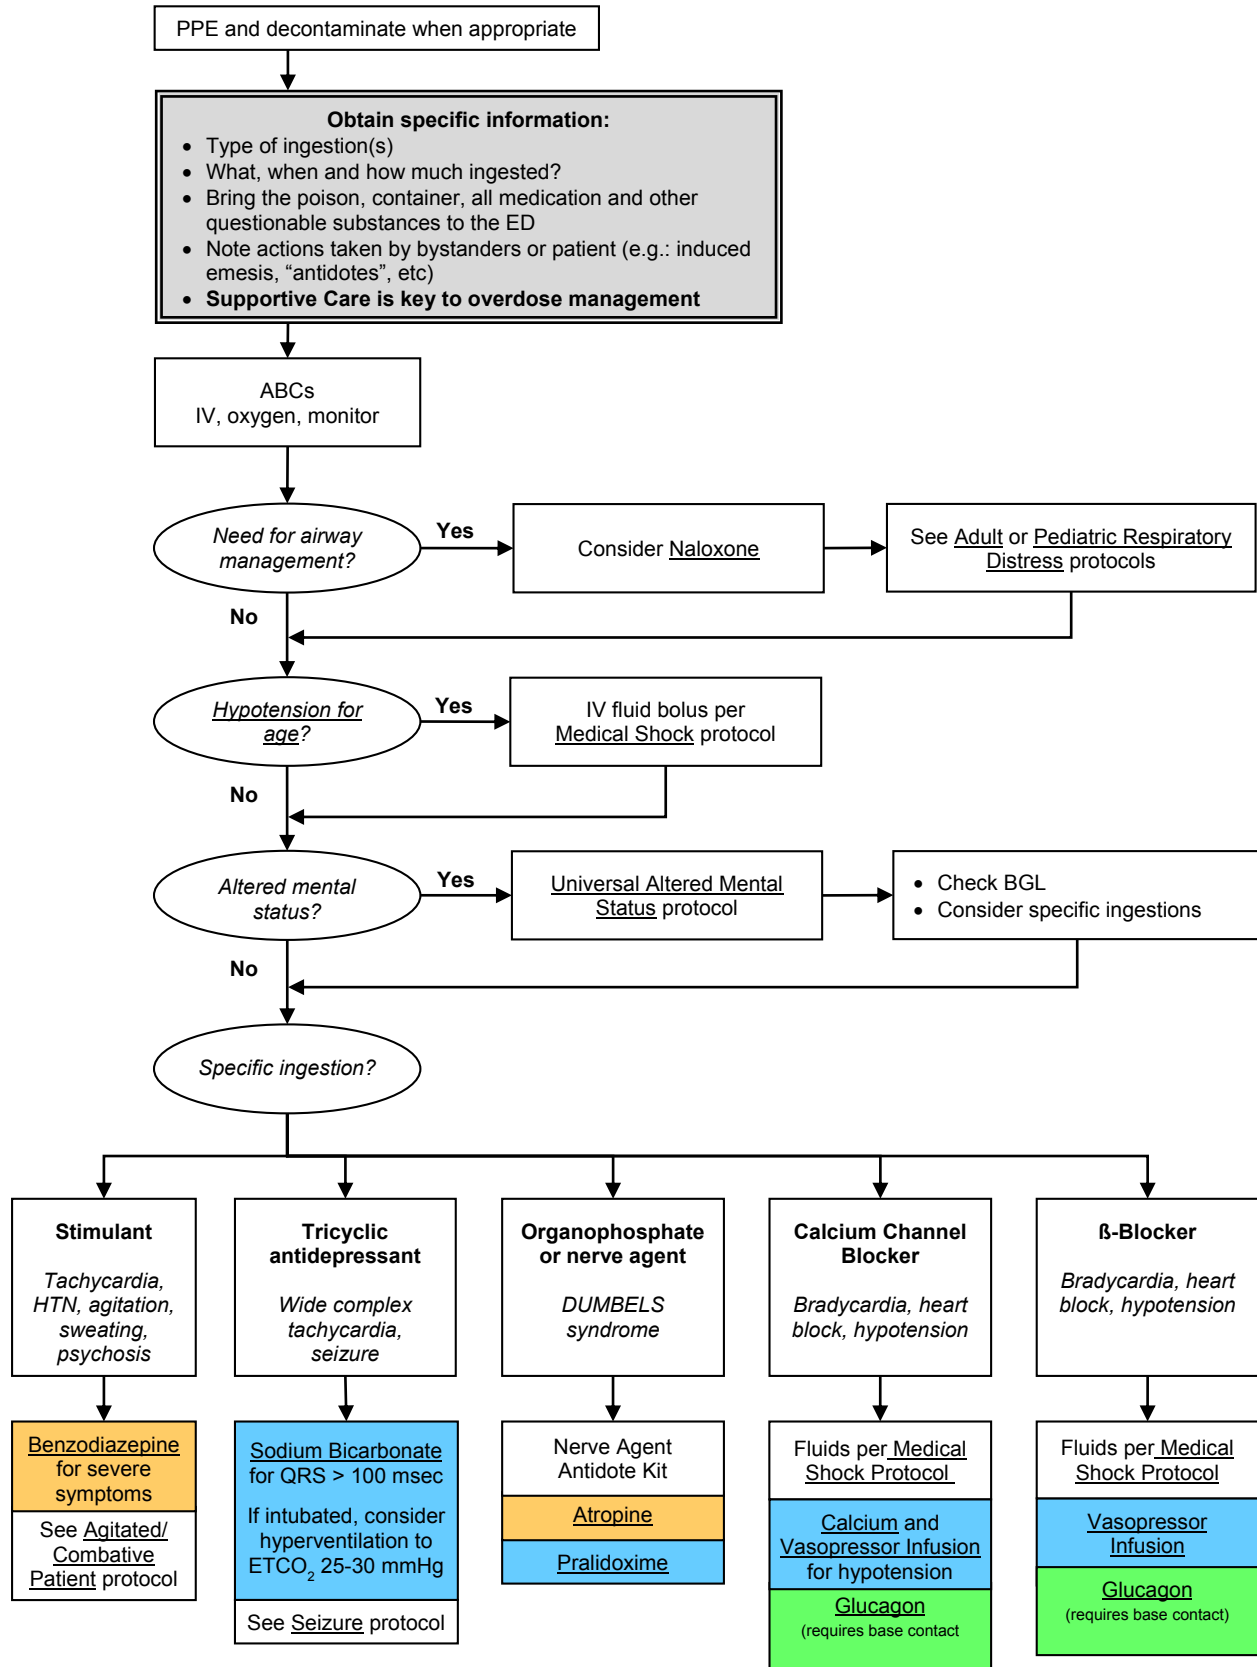 PPE and decontaminate when appropriate
Obtain specific information:
• Type of ingestion(s)
• What, when and how much ingested?
• Bring the poison, container, all medication and other
questionable substances to the ED
• Note actions taken by bystanders or patient (e.g.: induced
emesis, “antidotes”, etc)
• Supportive Care is key to overdose management
ABCs
IV, oxygen, monitor
Need for airway
management?
Yes
Consider Naloxone
See Adult or Pediatric Respiratory
Distress protocols
No
Hypotension for
age?
Yes
IV fluid bolus per
Medical Shock protocol
No
Altered mental
status?
Yes
Universal Altered Mental
Status protocol
• Check BGL
• Consider specific ingestions
No
Specific ingestion?
Stimulant
Tachycardia,
HTN, agitation,
sweating,
psychosis
Benzodiazepine
for severe
symptoms
See Agitated/
Combative
Patient protocol
Tricyclic
antidepressant
Wide complex
tachycardia,
seizure
Sodium Bicarbonate
for QRS > 100 msec
If intubated, consider
hyperventilation to
ETCO2 25-30 mmHg
See Seizure protocol
Organophosphate
or nerve agent
DUMBELS
syndrome
Nerve Agent
Antidote Kit
Atropine
Pralidoxime
Calcium Channel
Blocker
Bradycardia, heart
block, hypotension
Fluids per Medical
Shock Protocol
Calcium and
Vasopressor Infusion
for hypotension
Glucagon
(requires base contact
ß-Blocker
Bradycardia, heart
block, hypotension
Fluids per Medical
Shock Protocol
Vasopressor
Infusion
Glucagon
(requires base contact)